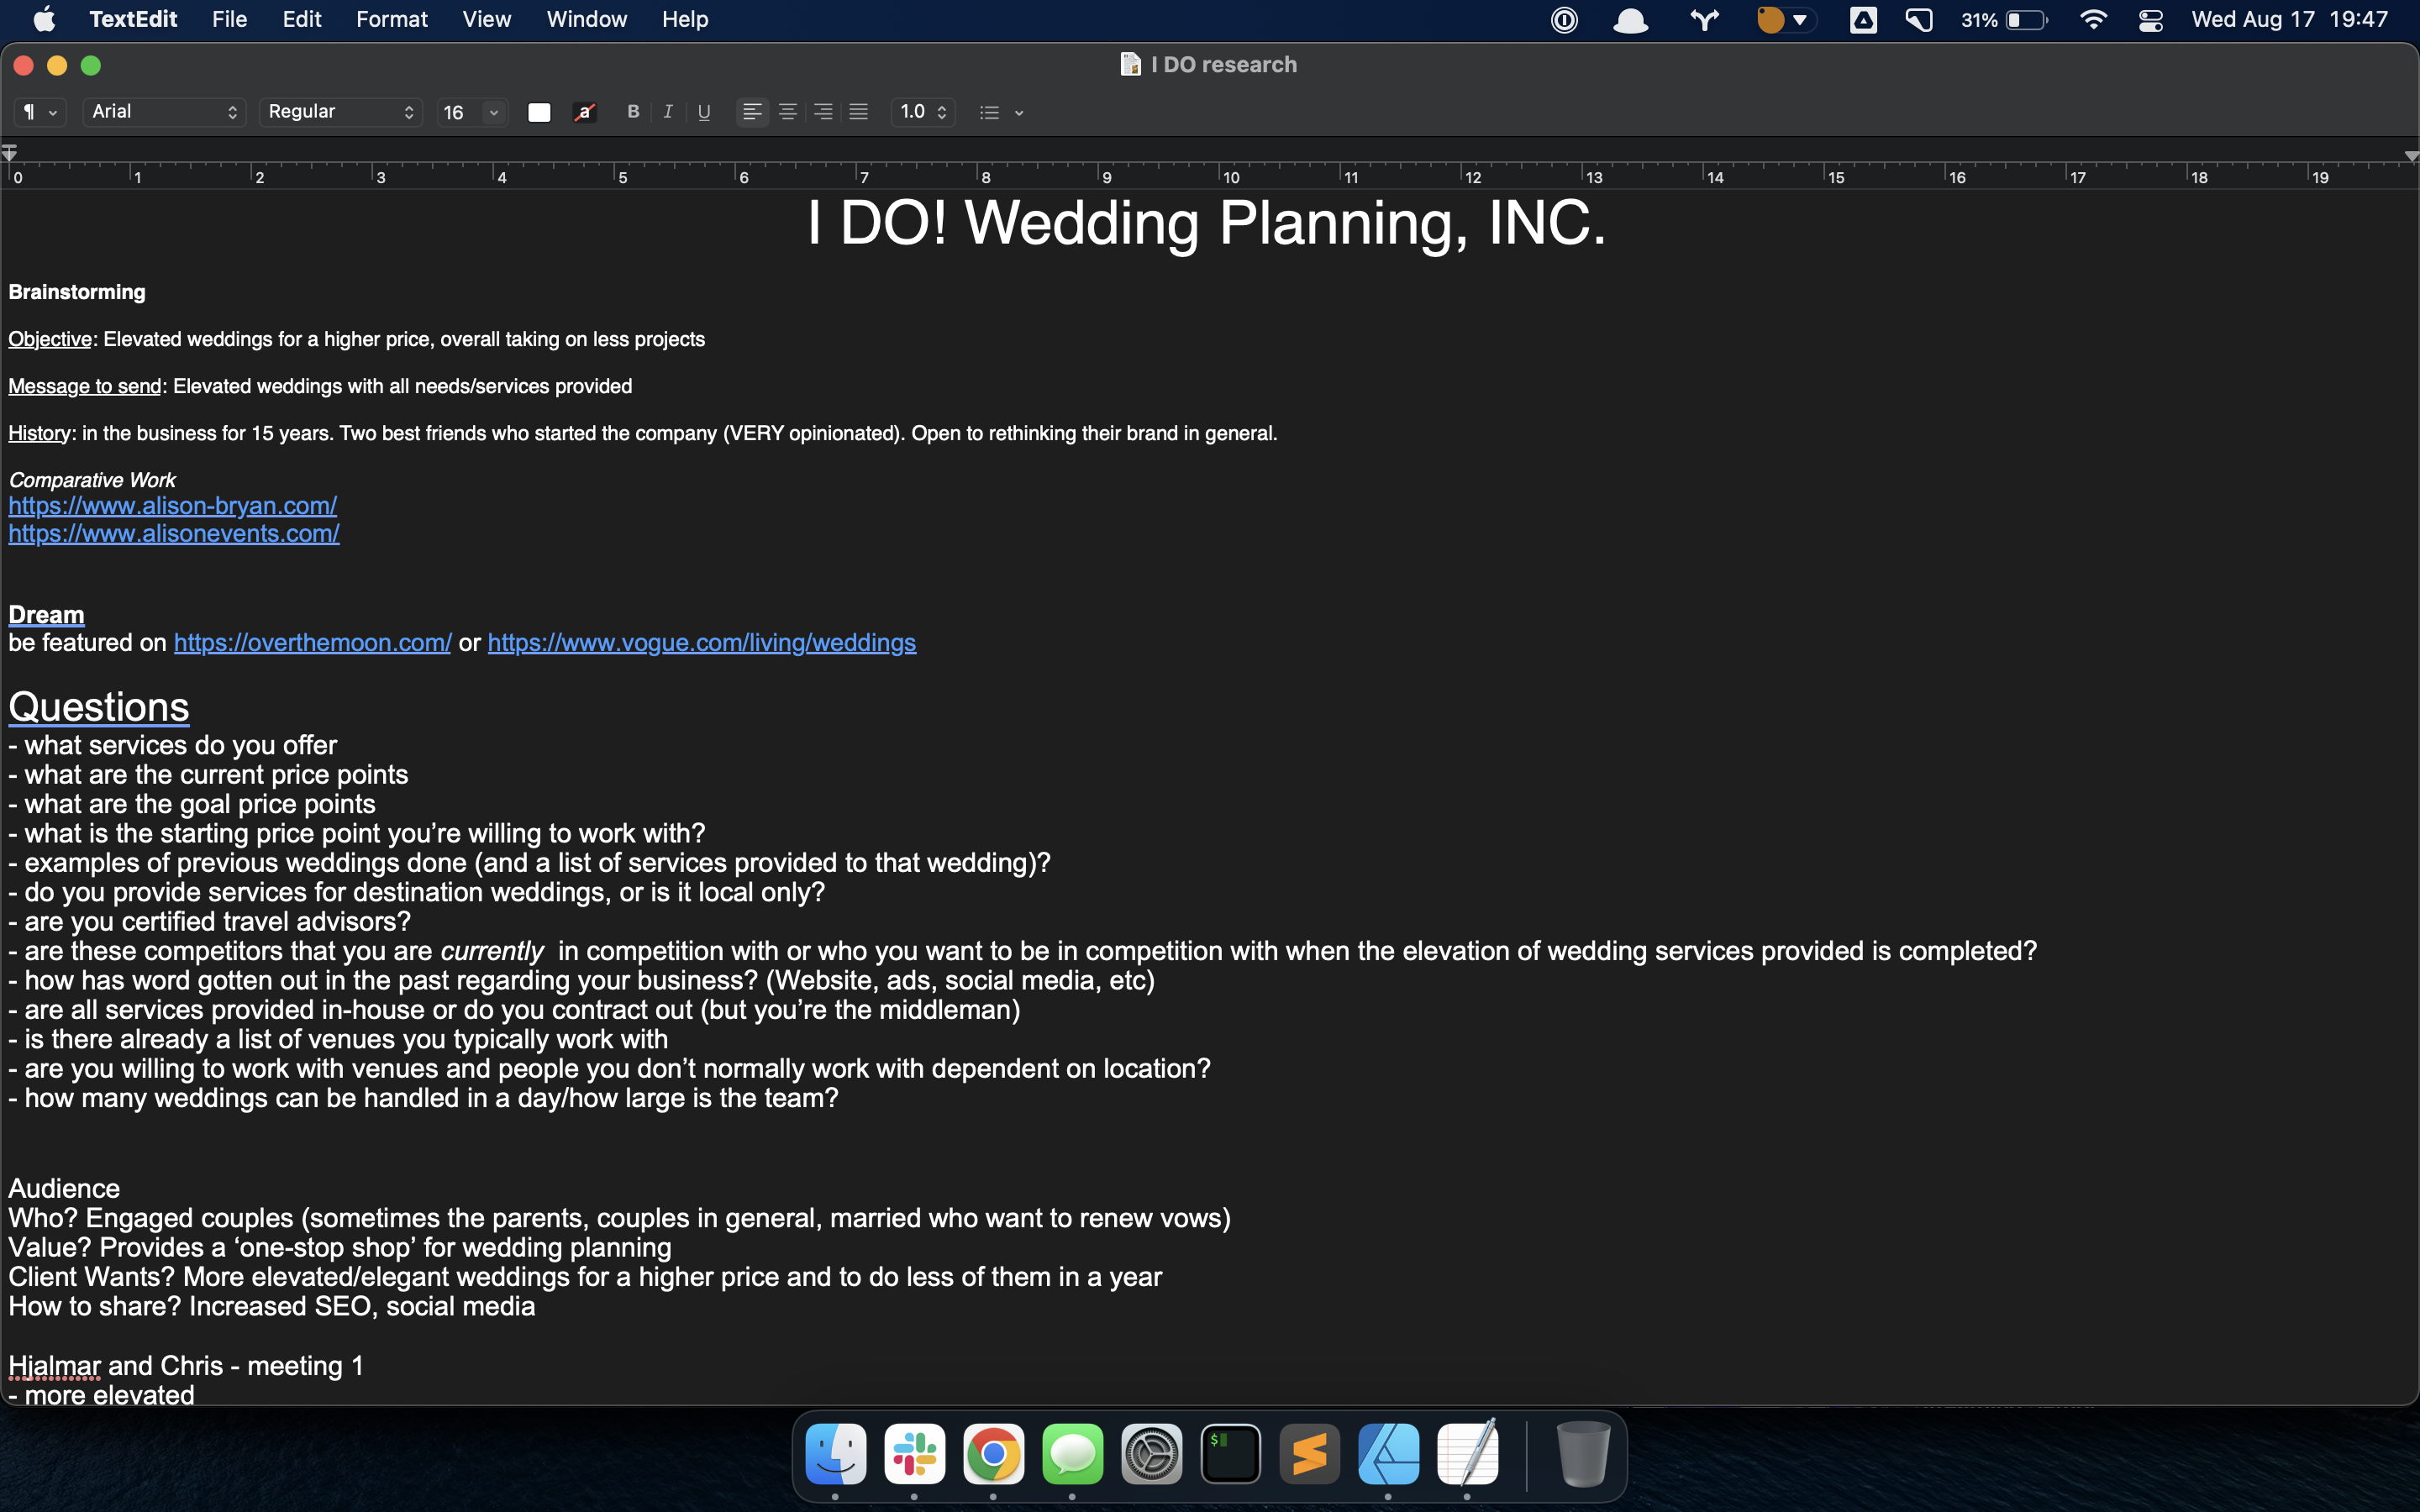 TextEdit File Edit Format View Window Help 31% Wed Aug 17 19:47
I DO research
¶ Arial Regular 16 a B I U 1.0
0 1 2 3 4 5 6 7 8 9 10 11 12 13 14 15 16 17 18 19
I DO! Wedding Planning, INC.
Brainstorming
Objective: Elevated weddings for a higher price, overall taking on less projects
Message to send: Elevated weddings with all needs/services provided
History: in the business for 15 years. Two best friends who started the company (VERY opinionated). Open to rethinking their brand in general.
Comparative Work
https://www.alison-bryan.com/
https://www.alisonevents.com/
Dream
be featured on https://overthemoon.com/ or https://www.vogue.com/living/weddings
Questions
- what services do you offer
- what are the current price points
- what are the goal price points
- what is the starting price point you’re willing to work with?
- examples of previous weddings done (and a list of services provided to that wedding)?
- do you provide services for destination weddings, or is it local only?
- are you certified travel advisors?
- are these competitors that you are currently in competition with or who you want to be in competition with when the elevation of wedding services provided is completed?
- how has word gotten out in the past regarding your business? (Website, ads, social media, etc)
- are all services provided in-house or do you contract out (but you’re the middleman)
- is there already a list of venues you typically work with
- are you willing to work with venues and people you don’t normally work with dependent on location?
- how many weddings can be handled in a day/how large is the team?
Audience
Who? Engaged couples (sometimes the parents, couples in general, married who want to renew vows)
Value? Provides a ‘one-stop shop’ for wedding planning
Client Wants? More elevated/elegant weddings for a higher price and to do less of them in a year
How to share? Increased SEO, social media
Hjalmar and Chris - meeting 1
- more elevated
$